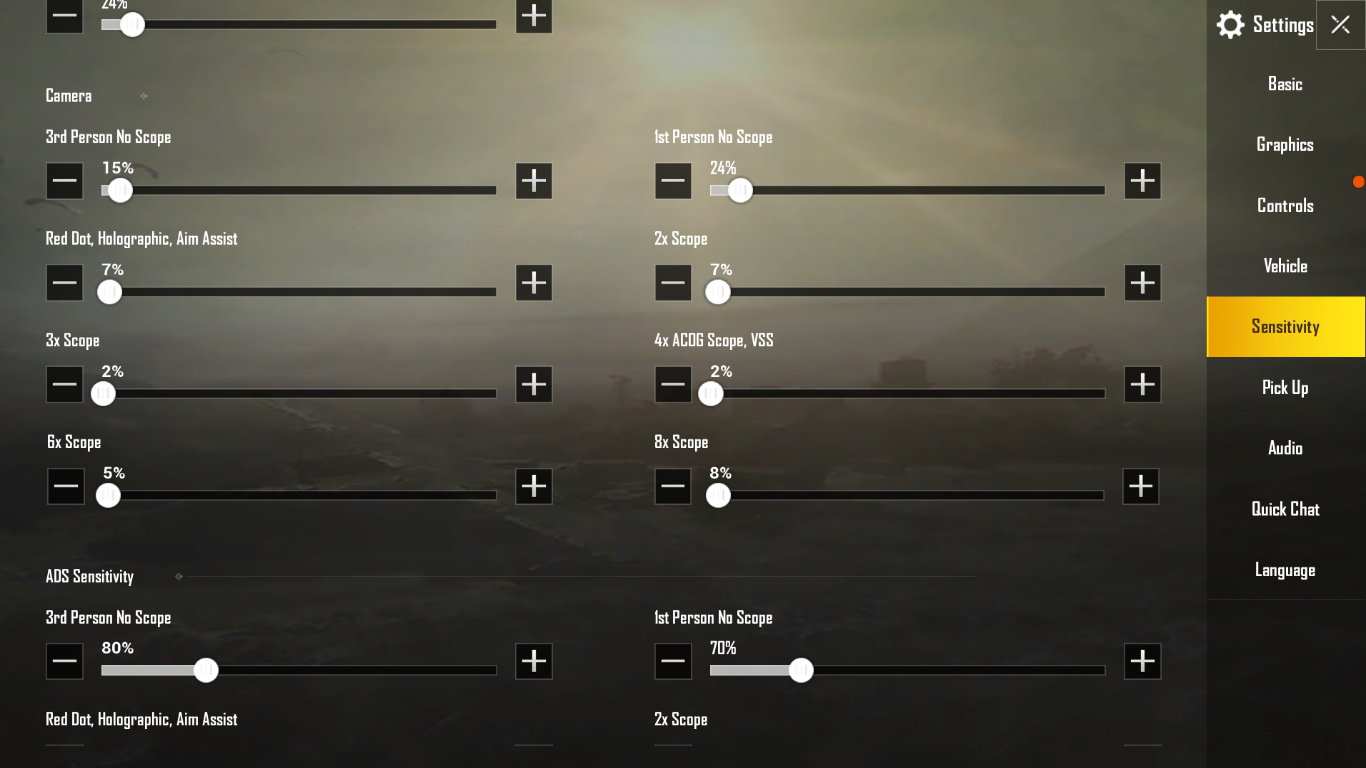 24%
Settings
Camera
Basic
3rd Person No Scope
1st Person No Scope
Graphics
15%
24%
Controls
Red Dot, Holographic, Aim Assist
2x Scope
Vehicle
7%
7%
Sensitivity
3x Scope
4x ACOG Scope, VSS
2%
2%
Pick Up
6x Scope
8x Scope
Audio
5%
8%
Quick Chat
ADS Sensitivity
Language
3rd Person No Scope
1st Person No Scope
80%
70%
Red Dot, Holographic, Aim Assist
2x Scope